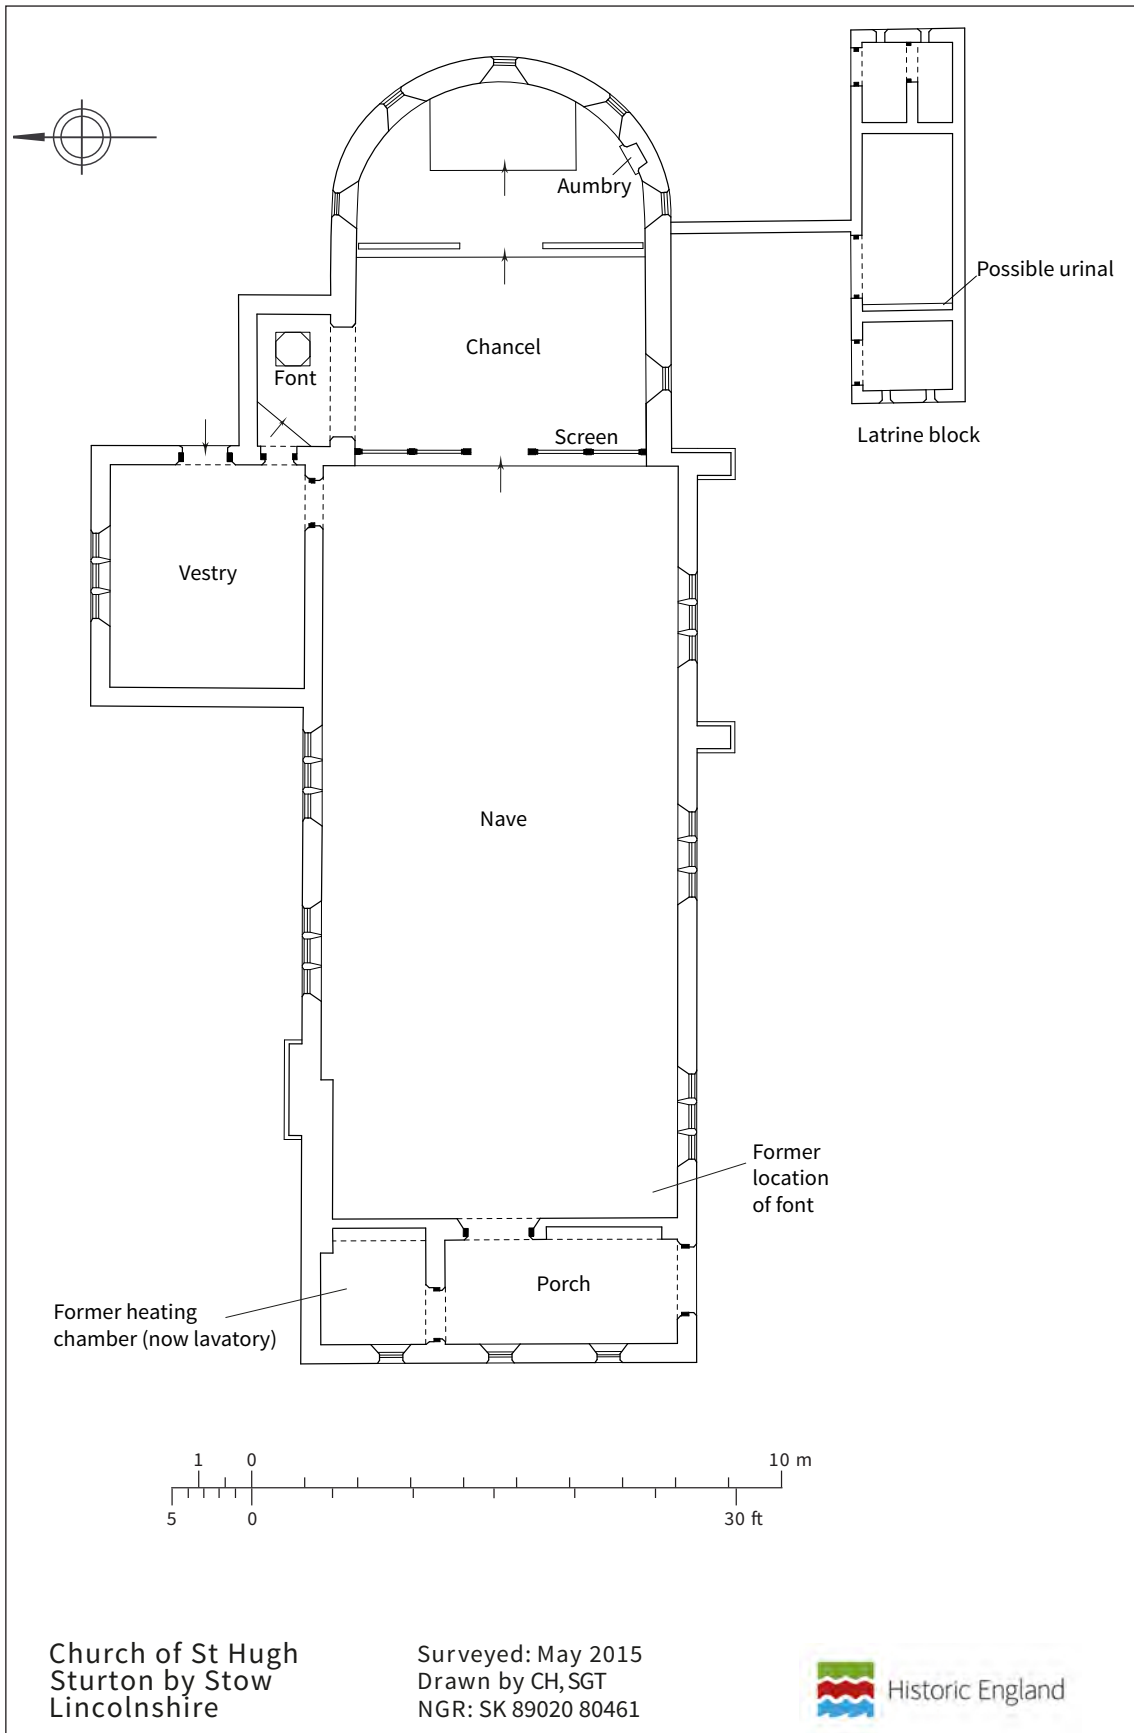 Aumbry
Possible urinal
Chancel
Font
Screen
Latrine block
Vestry
Nave
Former
location
of font
Porch
Former heating
chamber (now lavatory)
1 0 10 m
5 0 30 ft
Church of St Hugh
Sturton by Stow
Lincolnshire
Surveyed: May 2015
Drawn by CH, SGT
NGR: SK 89020 80461
Historic England